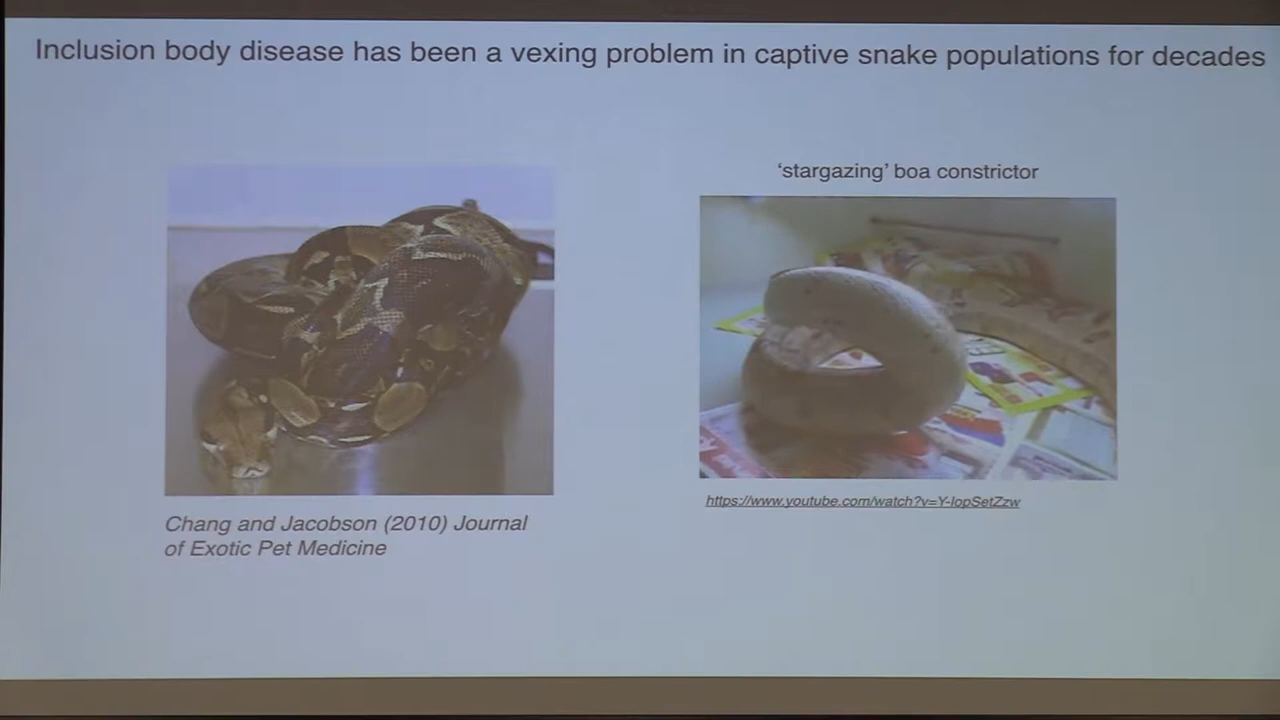 Inclusion body disease has been a vexing problem in captive snake populations for decades
‘stargazing’ boa constrictor
https://www.youtube.com/watch?v=Y-IopSetZzw
Chang and Jacobson (2010) Journal
of Exotic Pet Medicine